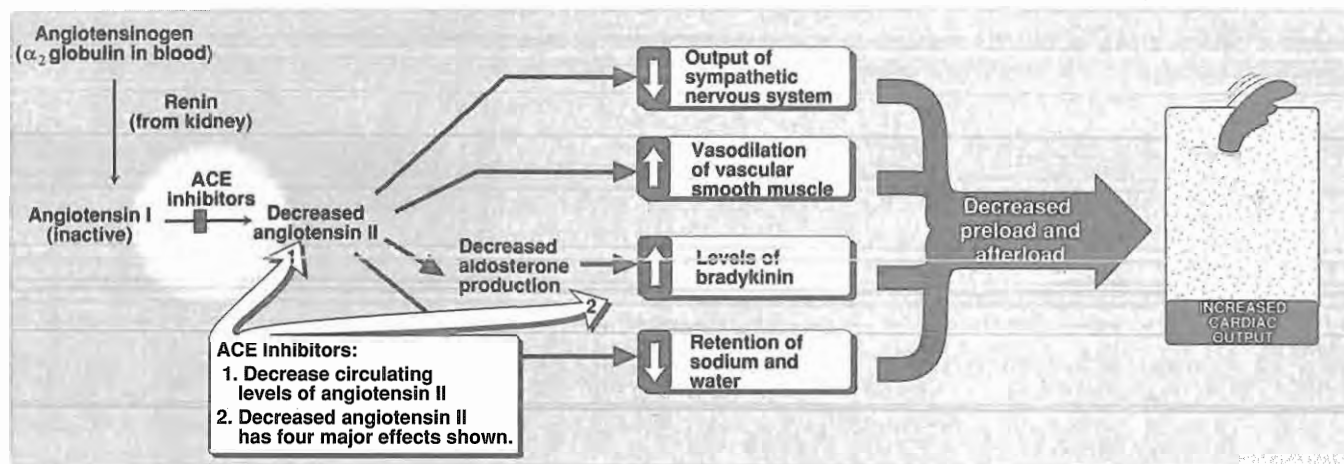 Angiotensinogen
(α₂ globulin in blood)
Renin
(from kidney)
ACE
inhibitors
Angiotensin I
(inactive)
Decreased
angiotensin II
Decreased
aldosterone
production
Output of
sympathetic
nervous system
Vasodilation
of vascular
smooth muscle
Levels of
bradykinin
Retention of
sodium and
water
Decreased
preload and
afterload
INCREASED
CARDIAC
OUTPUT
1
2
ACE inhibitors:
1. Decrease circulating
levels of angiotensin II
2. Decreased angiotensin II
has four major effects shown.